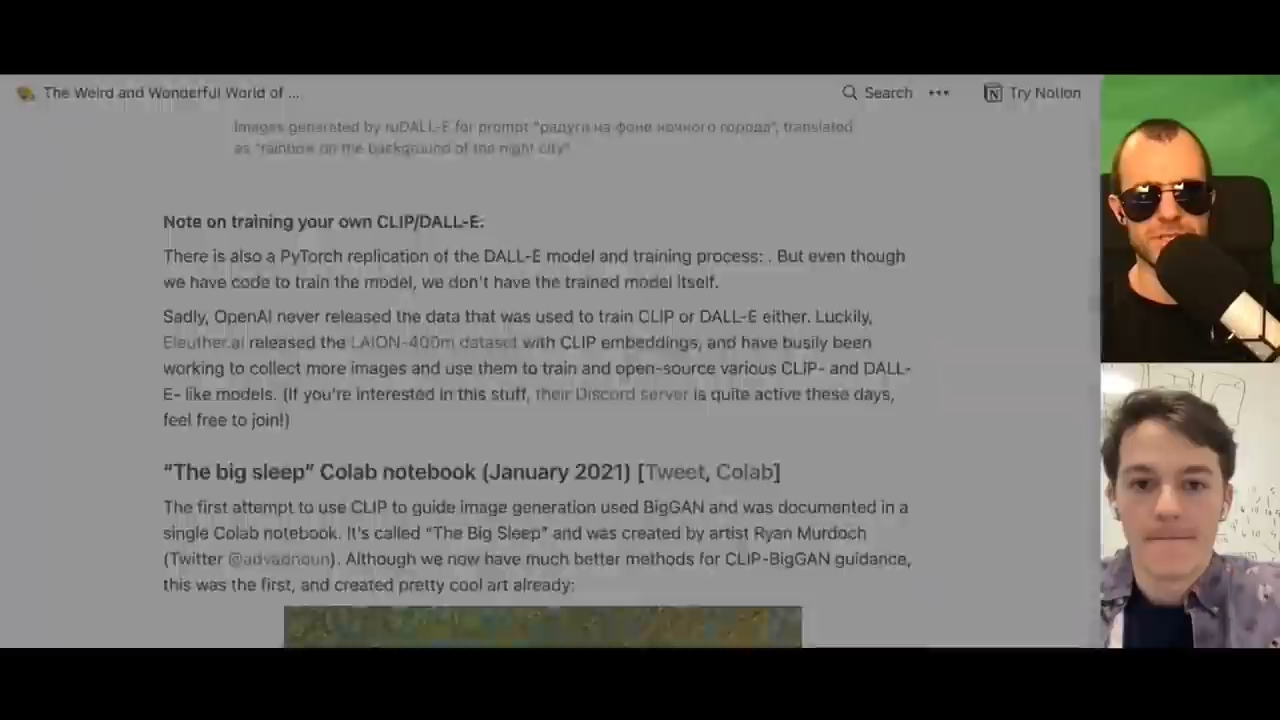 The Weird and Wonderful World of ...
Search
Try Notion
Images generated by ruDALL-E for prompt "радуга на фоне ночного города", translated
as "rainbow on the background of the night city"
Note on training your own CLIP/DALL-E.
There is also a PyTorch replication of the DALL-E model and training process: . But even though
we have code to train the model, we don't have the trained model itself.
Sadly, OpenAI never released the data that was used to train CLIP or DALL-E either. Luckily,
Eleuther.ai released the LAION-400m dataset with CLIP embeddings, and have busily been
working to collect more images and use them to train and open-source various CLIP- and DALL-
E- like models. (If you're interested in this stuff, their Discord server is quite active these days,
feel free to join!)
“The big sleep” Colab notebook (January 2021) [Tweet, Colab]
The first attempt to use CLIP to guide image generation used BigGAN and was documented in a
single Colab notebook. It's called “The Big Sleep” and was created by artist Ryan Murdoch
(Twitter @advadnoun). Although we now have much better methods for CLIP-BigGAN guidance,
this was the first, and created pretty cool art already: